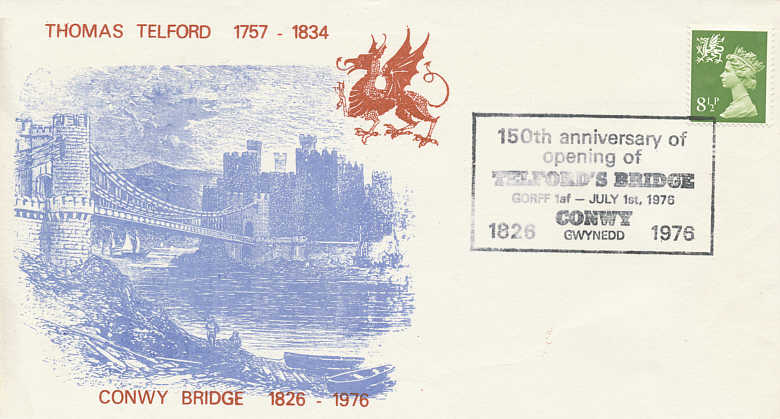 THOMAS TELFORD 1757 - 1834
8½P
150th anniversary of
opening of
TELFORD'S BRIDGE
GORFF 1af - JULY 1st, 1976
CONWY
1826 GWYNEDD 1976
CONWY BRIDGE 1826 - 1976